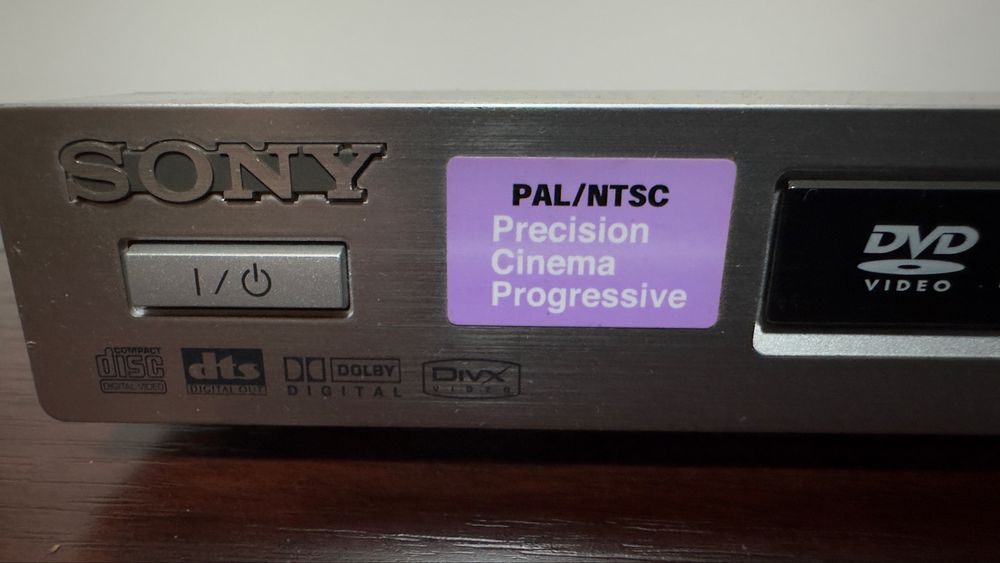 SONY
PAL/NTSC
Precision
Cinema
Progressive
I/
DVD
VIDEO
COMPACT
disc
DIGITAL VIDEO
dts
DIGITAL OUT
DOLBY
DIGITAL
DIVX
VIDEO